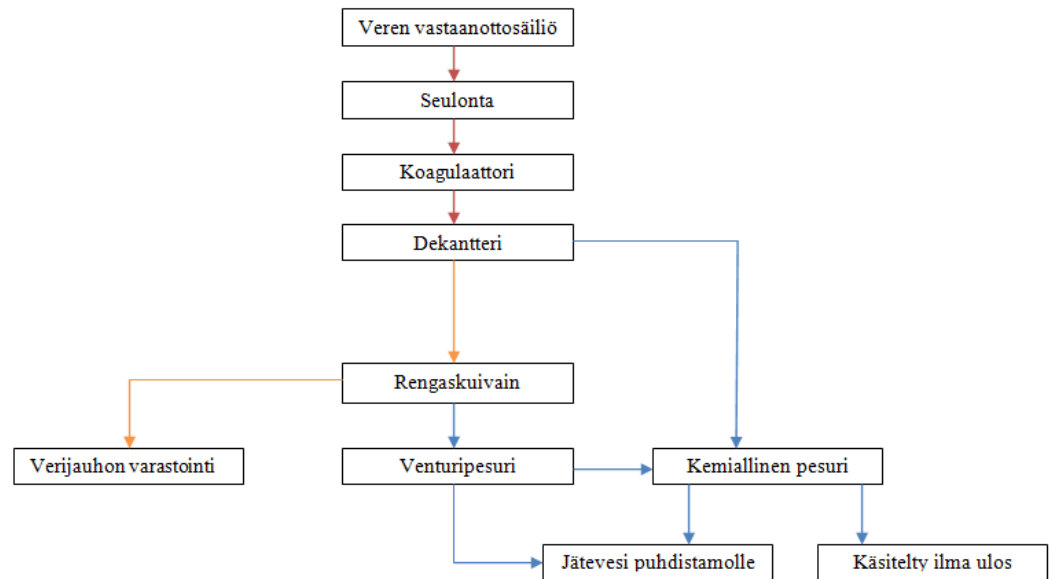 Veren vastaanottosäiliö
Seulonta
Koagulaattori
Dekantteri
Rengaskuivain
Verijauhon varastointi
Venturipesuri
Kemiallinen pesuri
Jätevesi puhdistamolle
Käsitelty ilma ulos